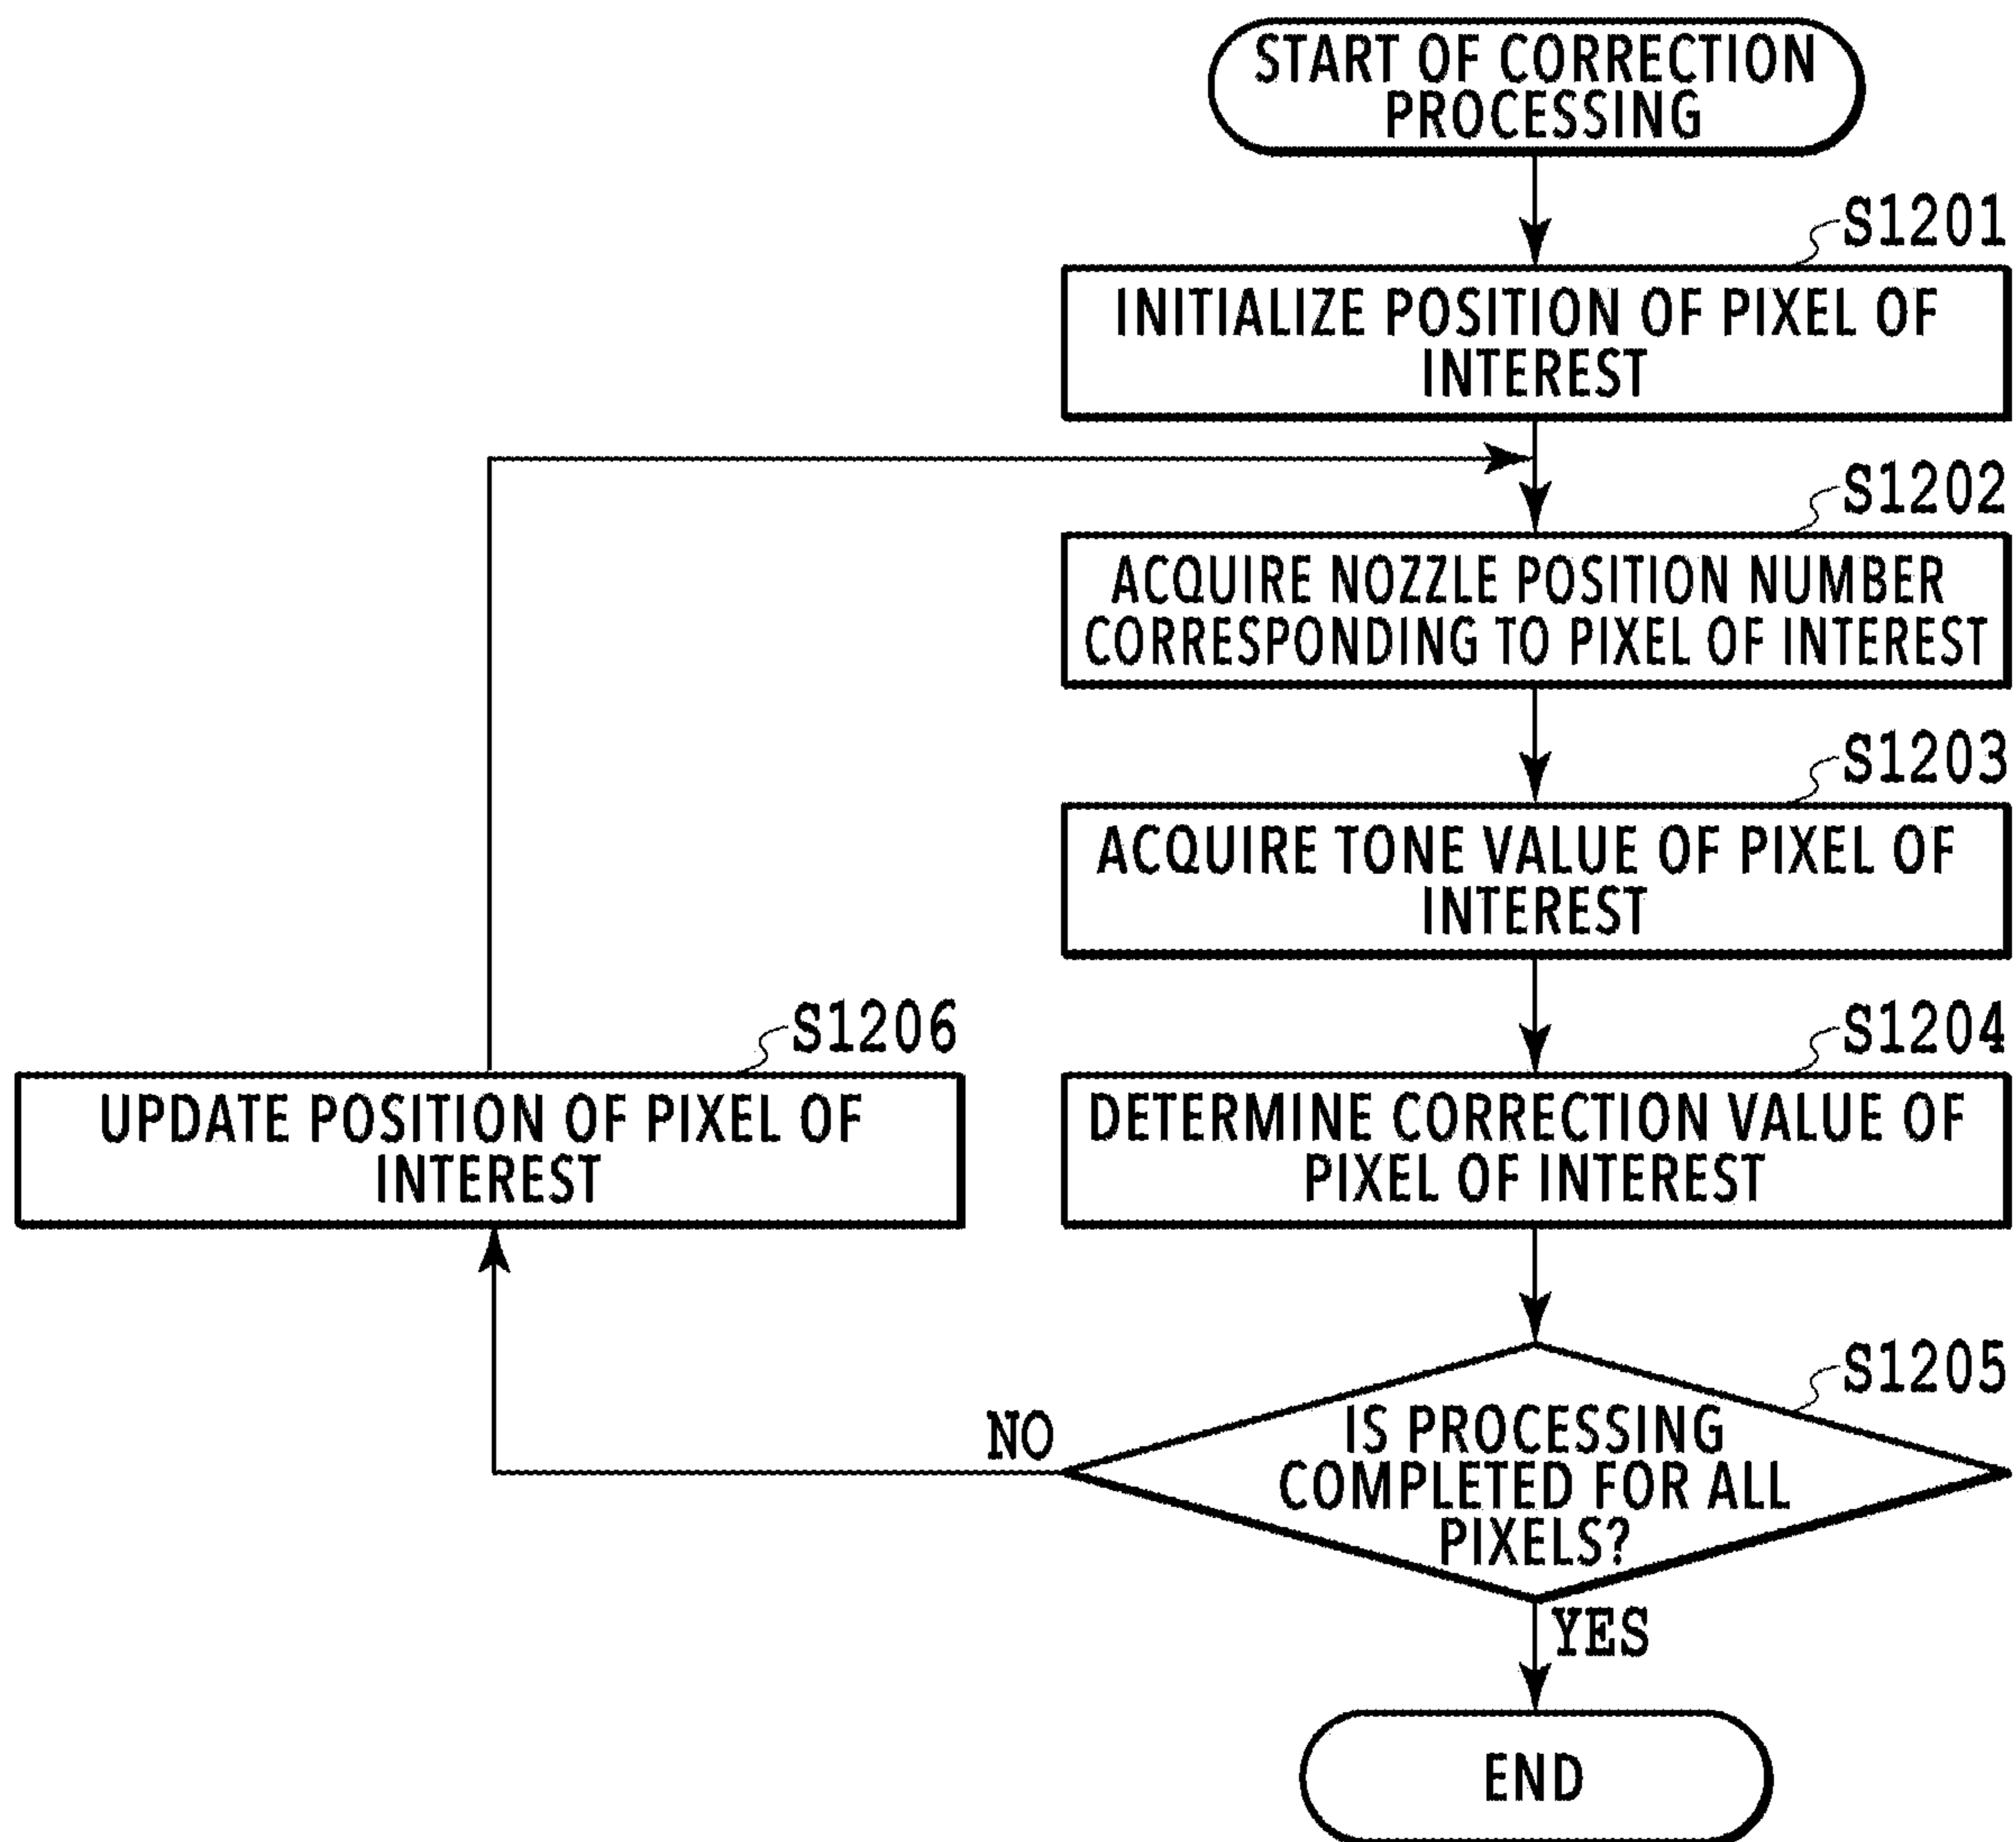 START OF CORRECTION
PROCESSING
S1201
INITIALIZE POSITION OF PIXEL OF
INTEREST
S1202
ACQUIRE NOZZLE POSITION NUMBER
CORRESPONDING TO PIXEL OF INTEREST
S1203
ACQUIRE TONE VALUE OF PIXEL OF
INTEREST
S1204
DETERMINE CORRECTION VALUE OF
PIXEL OF INTEREST
S1205
IS PROCESSING
COMPLETED FOR ALL
PIXELS?
NO
S1206
UPDATE POSITION OF PIXEL OF
INTEREST
YES
END